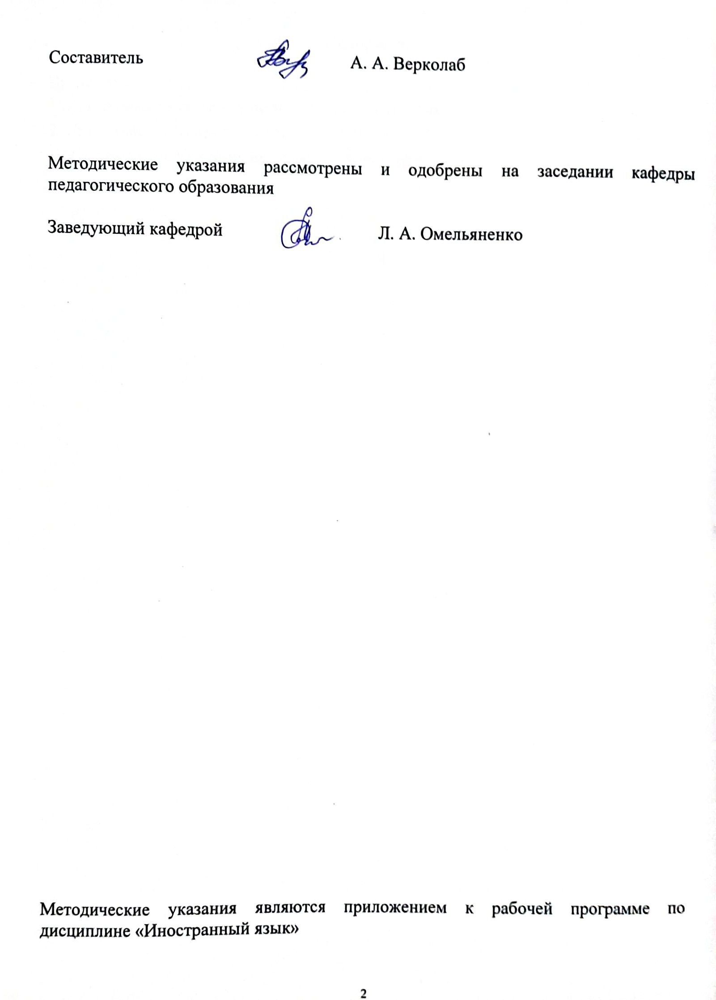 Составитель А. А. Верколаб
Методические указания рассмотрены и одобрены на заседании кафедры
педагогического образования
Заведующий кафедрой Л. А. Омельяненко
Методические указания являются приложением к рабочей программе по
дисциплине «Иностранный язык»
2